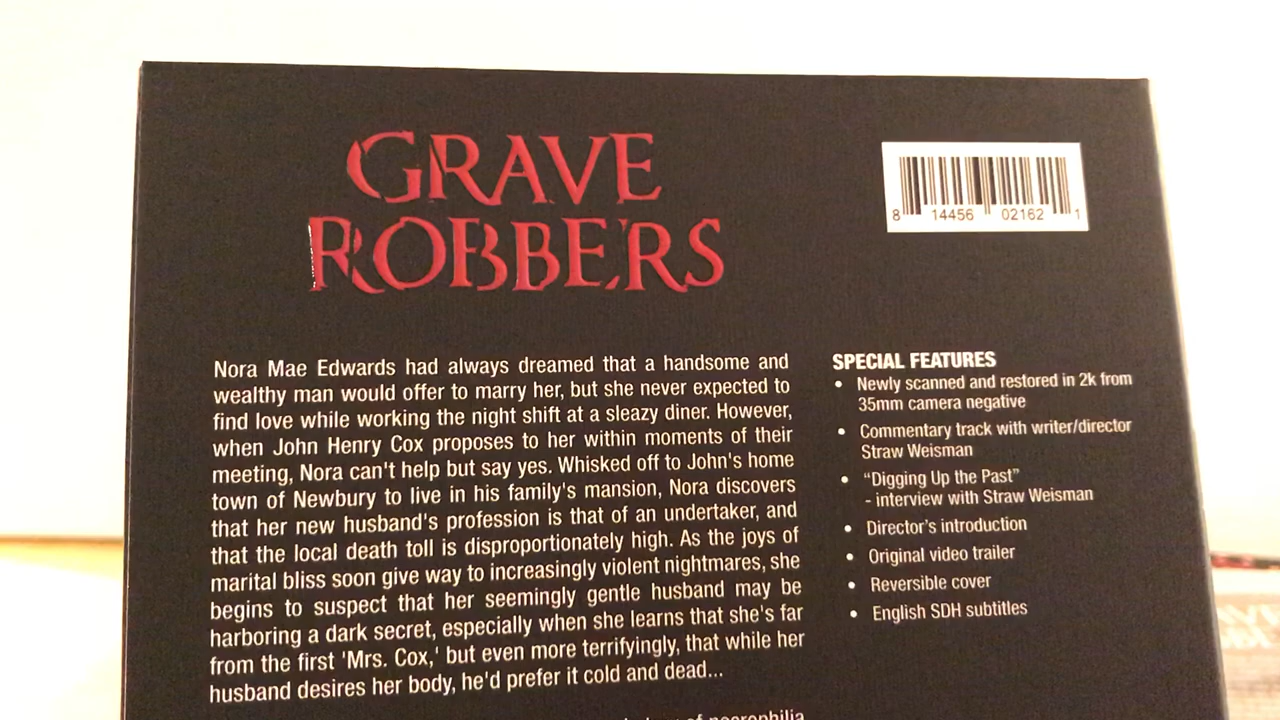 GRAVE
ROBBERS
8 14456 02162 1
Nora Mae Edwards had always dreamed that a handsome and
wealthy man would offer to marry her, but she never expected to
find love while working the night shift at a sleazy diner. However,
when John Henry Cox proposes to her within moments of their
meeting, Nora can't help but say yes. Whisked off to John's home
town of Newbury to live in his family's mansion, Nora discovers
that her new husband's profession is that of an undertaker, and
that the local death toll is disproportionately high. As the joys of
marital bliss soon give way to increasingly violent nightmares, she
begins to suspect that her seemingly gentle husband may be
harboring a dark secret, especially when she learns that she's far
from the first 'Mrs. Cox,' but even more terrifyingly, that while her
husband desires her body, he'd prefer it cold and dead...
of necrophilia
SPECIAL FEATURES
• Newly scanned and restored in 2k from
35mm camera negative
• Commentary track with writer/director
Straw Weisman
• “Digging Up the Past”
- interview with Straw Weisman
• Director's introduction
• Original video trailer
• Reversible cover
• English SDH subtitles